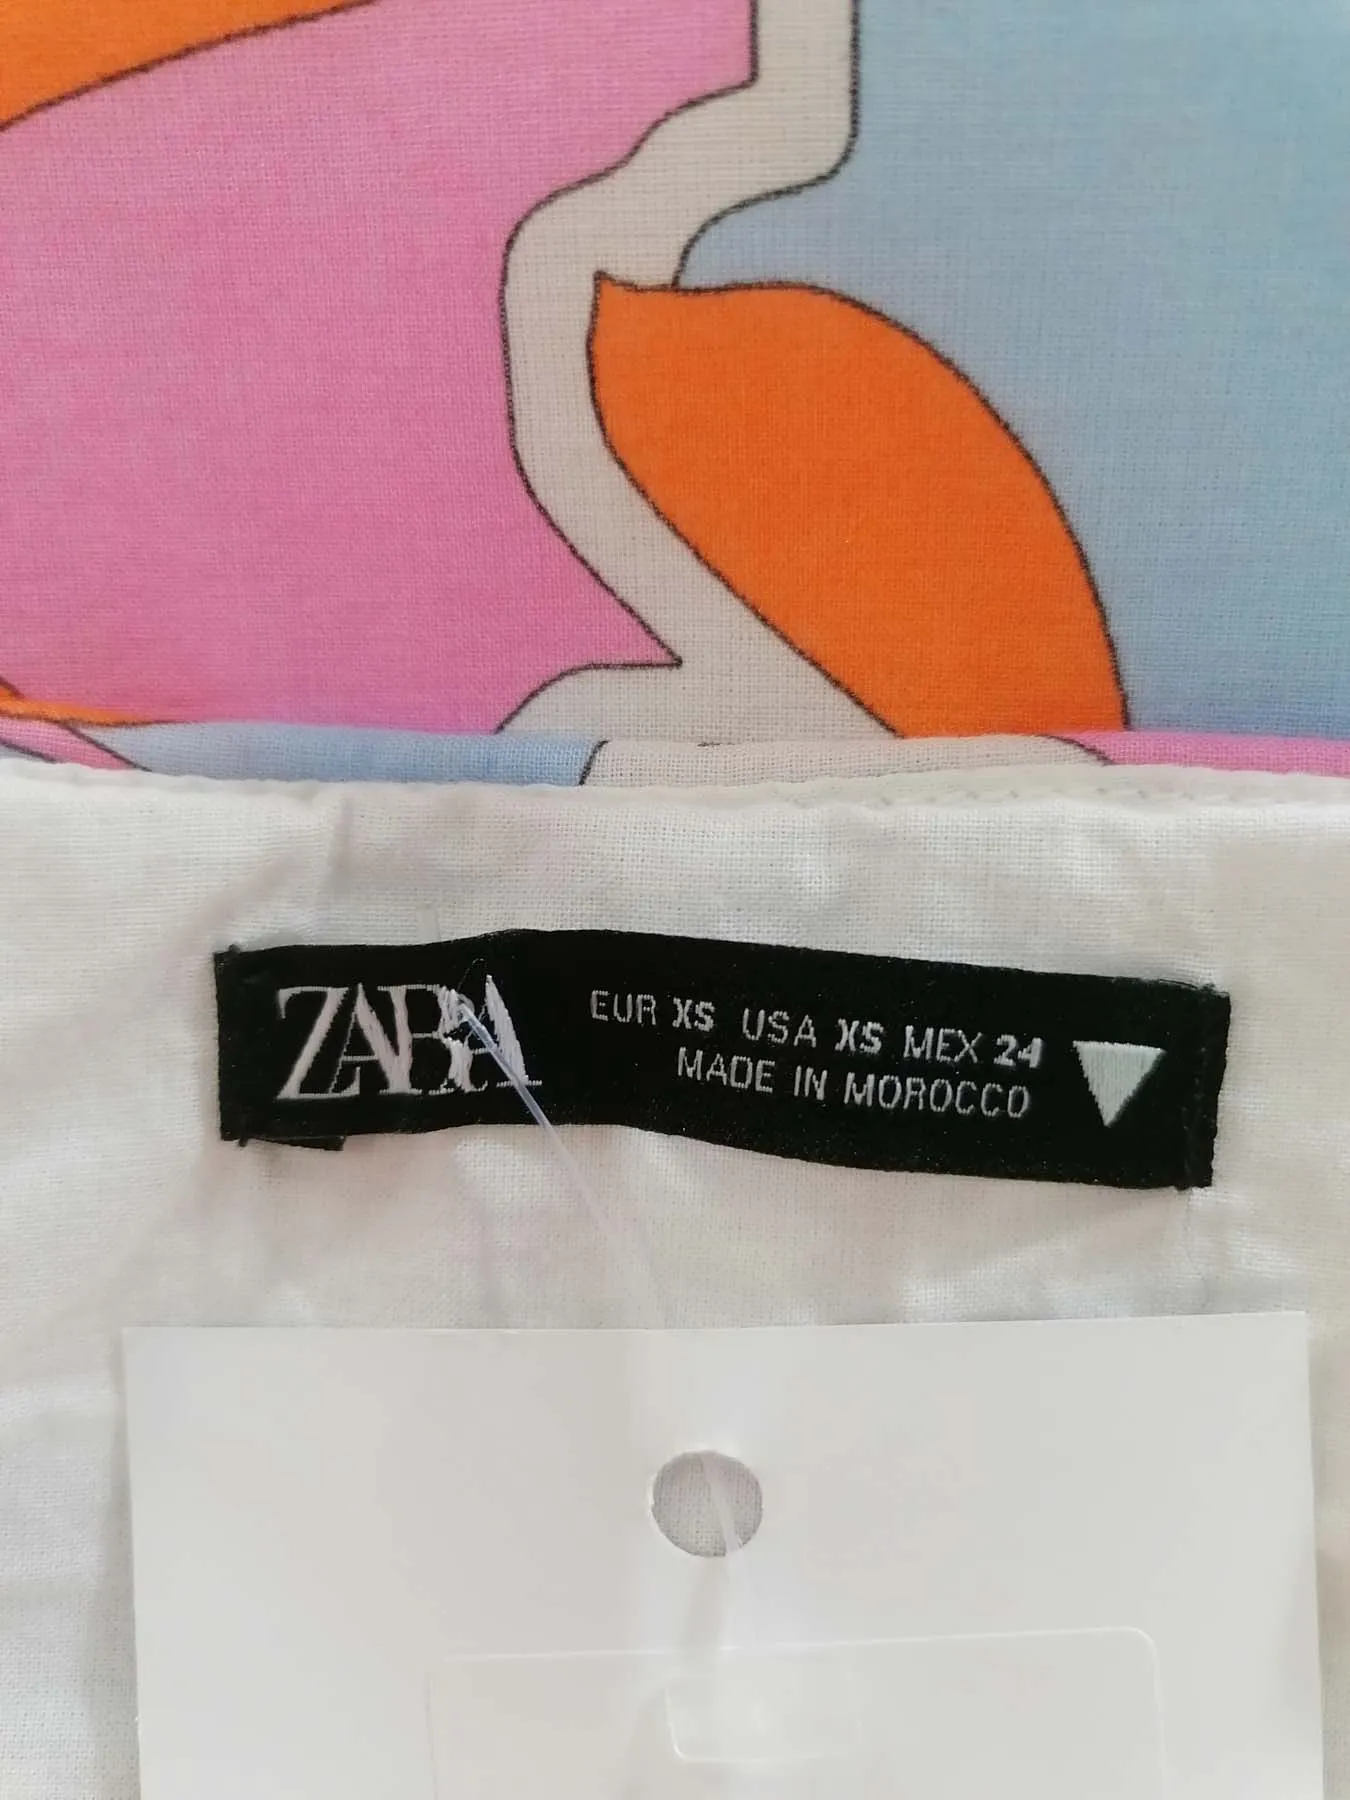 ZARA
EUR XS USA XS MEX 24
MADE IN MOROCCO